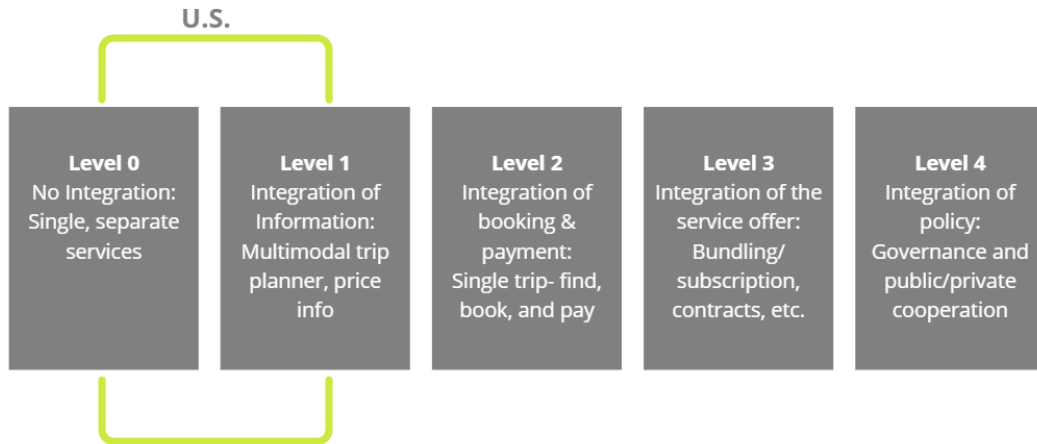 U.S.
Level 0
No Integration:
Single, separate
services
Level 1
Integration of
Information:
Multimodal trip
planner, price
info
Level 2
Integration of
booking &
payment:
Single trip- find,
book, and pay
Level 3
Integration of the
service offer:
Bundling/
subscription,
contracts, etc.
Level 4
Integration of
policy:
Governance and
public/private
cooperation